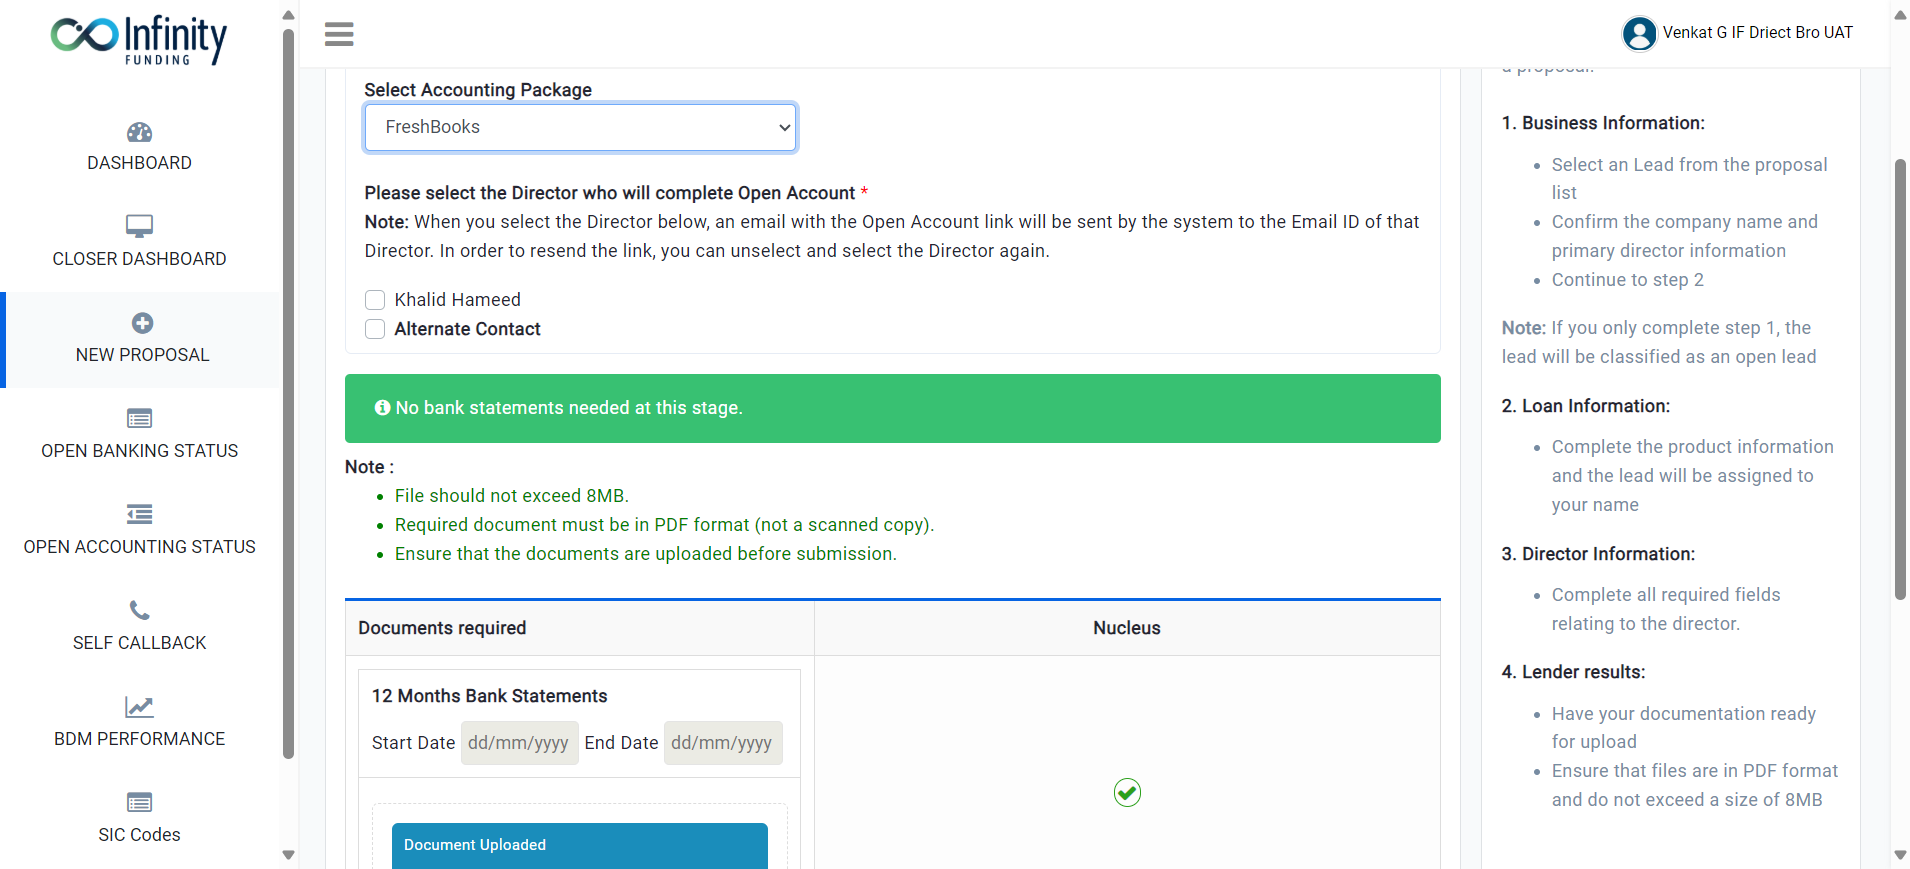 Infinity
FUNDING
DASHBOARD
CLOSER DASHBOARD
NEW PROPOSAL
OPEN BANKING STATUS
OPEN ACCOUNTING STATUS
SELF CALLBACK
BDM PERFORMANCE
SIC Codes
Venkat G IF Driect Bro UAT
Select Accounting Package
FreshBooks
Please select the Director who will complete Open Account *
Note: When you select the Director below, an email with the Open Account link will be sent by the system to the Email ID of that
Director. In order to resend the link, you can unselect and select the Director again.
Khalid Hameed
Alternate Contact
No bank statements needed at this stage.
Note :
File should not exceed 8MB.
Required document must be in PDF format (not a scanned copy).
Ensure that the documents are uploaded before submission.
Documents required
Nucleus
12 Months Bank Statements
Start Date dd/mm/yyyy End Date dd/mm/yyyy
Document Uploaded
a proposal.
1. Business Information:
Select an Lead from the proposal
list
Confirm the company name and
primary director information
Continue to step 2
Note: If you only complete step 1, the
lead will be classified as an open lead
2. Loan Information:
Complete the product information
and the lead will be assigned to
your name
3. Director Information:
Complete all required fields
relating to the director.
4. Lender results:
Have your documentation ready
for upload
Ensure that files are in PDF format
and do not exceed a size of 8MB